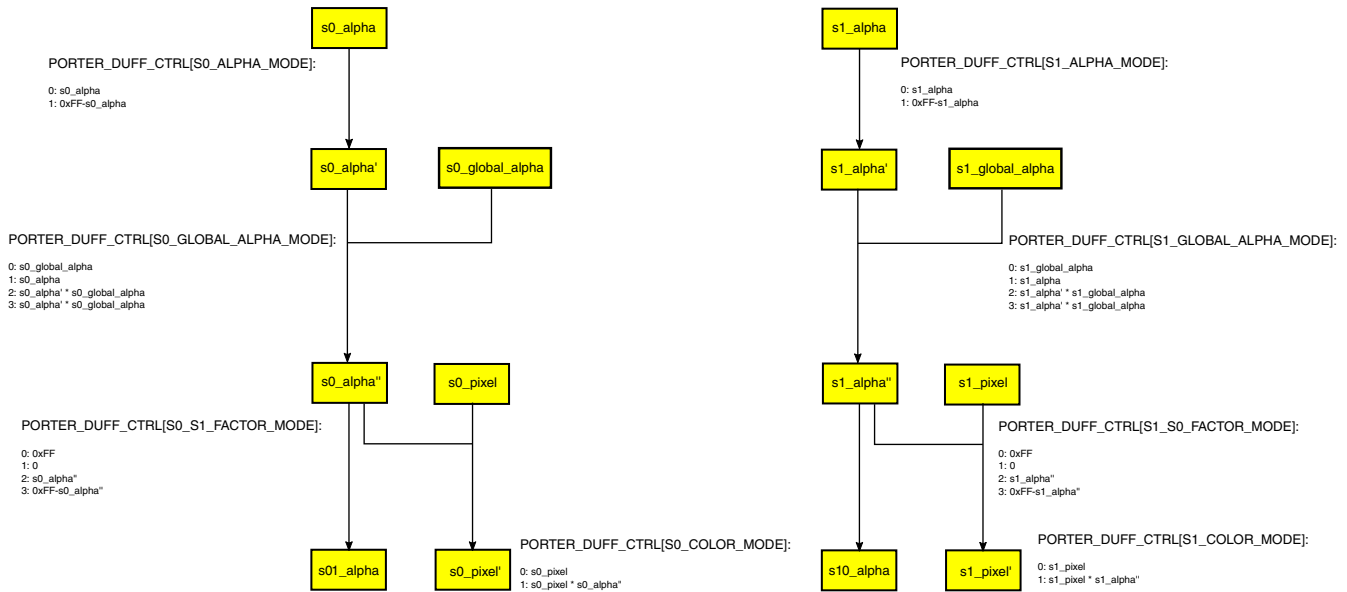 s0_alpha
s1_alpha
PORTER_DUFF_CTRL[S0_ALPHA_MODE]:
0: s0_alpha
1: 0xFF-s0_alpha
PORTER_DUFF_CTRL[S1_ALPHA_MODE]:
0: s1_alpha
1: 0xFF-s1_alpha
s0_alpha'
s0_global_alpha
s1_alpha'
s1_global_alpha
PORTER_DUFF_CTRL[S0_GLOBAL_ALPHA_MODE]:
0: s0_global_alpha
1: s0_alpha
2: s0_alpha' * s0_global_alpha
3: s0_alpha' * s0_global_alpha
PORTER_DUFF_CTRL[S1_GLOBAL_ALPHA_MODE]:
0: s1_global_alpha
1: s1_alpha
2: s1_alpha' * s1_global_alpha
3: s1_alpha' * s1_global_alpha
s0_alpha''
s0_pixel
s1_alpha''
s1_pixel
PORTER_DUFF_CTRL[S0_S1_FACTOR_MODE]:
0: 0xFF
1: 0
2: s0_alpha''
3: 0xFF-s0_alpha''
PORTER_DUFF_CTRL[S1_S0_FACTOR_MODE]:
0: 0xFF
1: 0
2: s1_alpha''
3: 0xFF-s1_alpha''
s01_alpha
s0_pixel'
PORTER_DUFF_CTRL[S0_COLOR_MODE]:
0: s0_pixel
1: s0_pixel * s0_alpha''
s10_alpha
s1_pixel'
PORTER_DUFF_CTRL[S1_COLOR_MODE]:
0: s1_pixel
1: s1_pixel * s1_alpha''